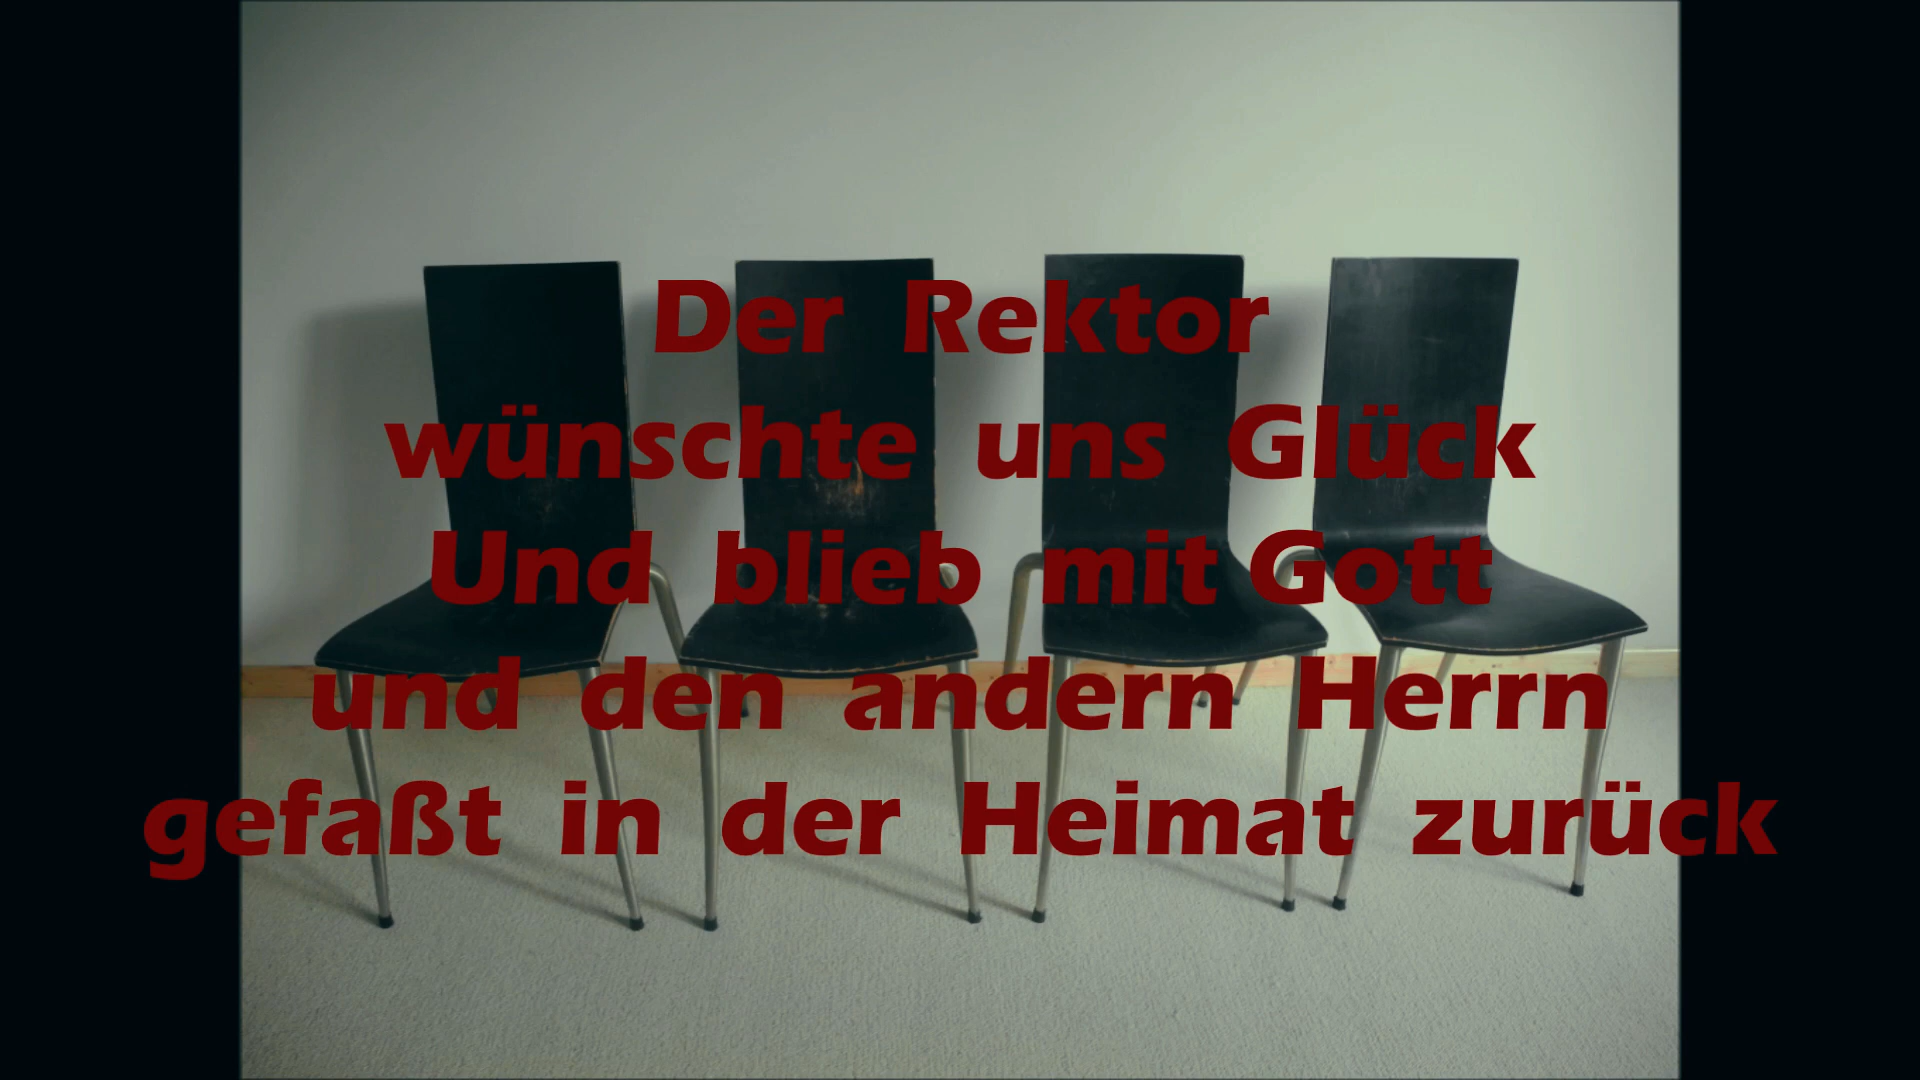 Der Rektor
wünschte uns Glück
Und blieb mit Gott
und den andern Herrn
gefaßt in der Heimat zurück